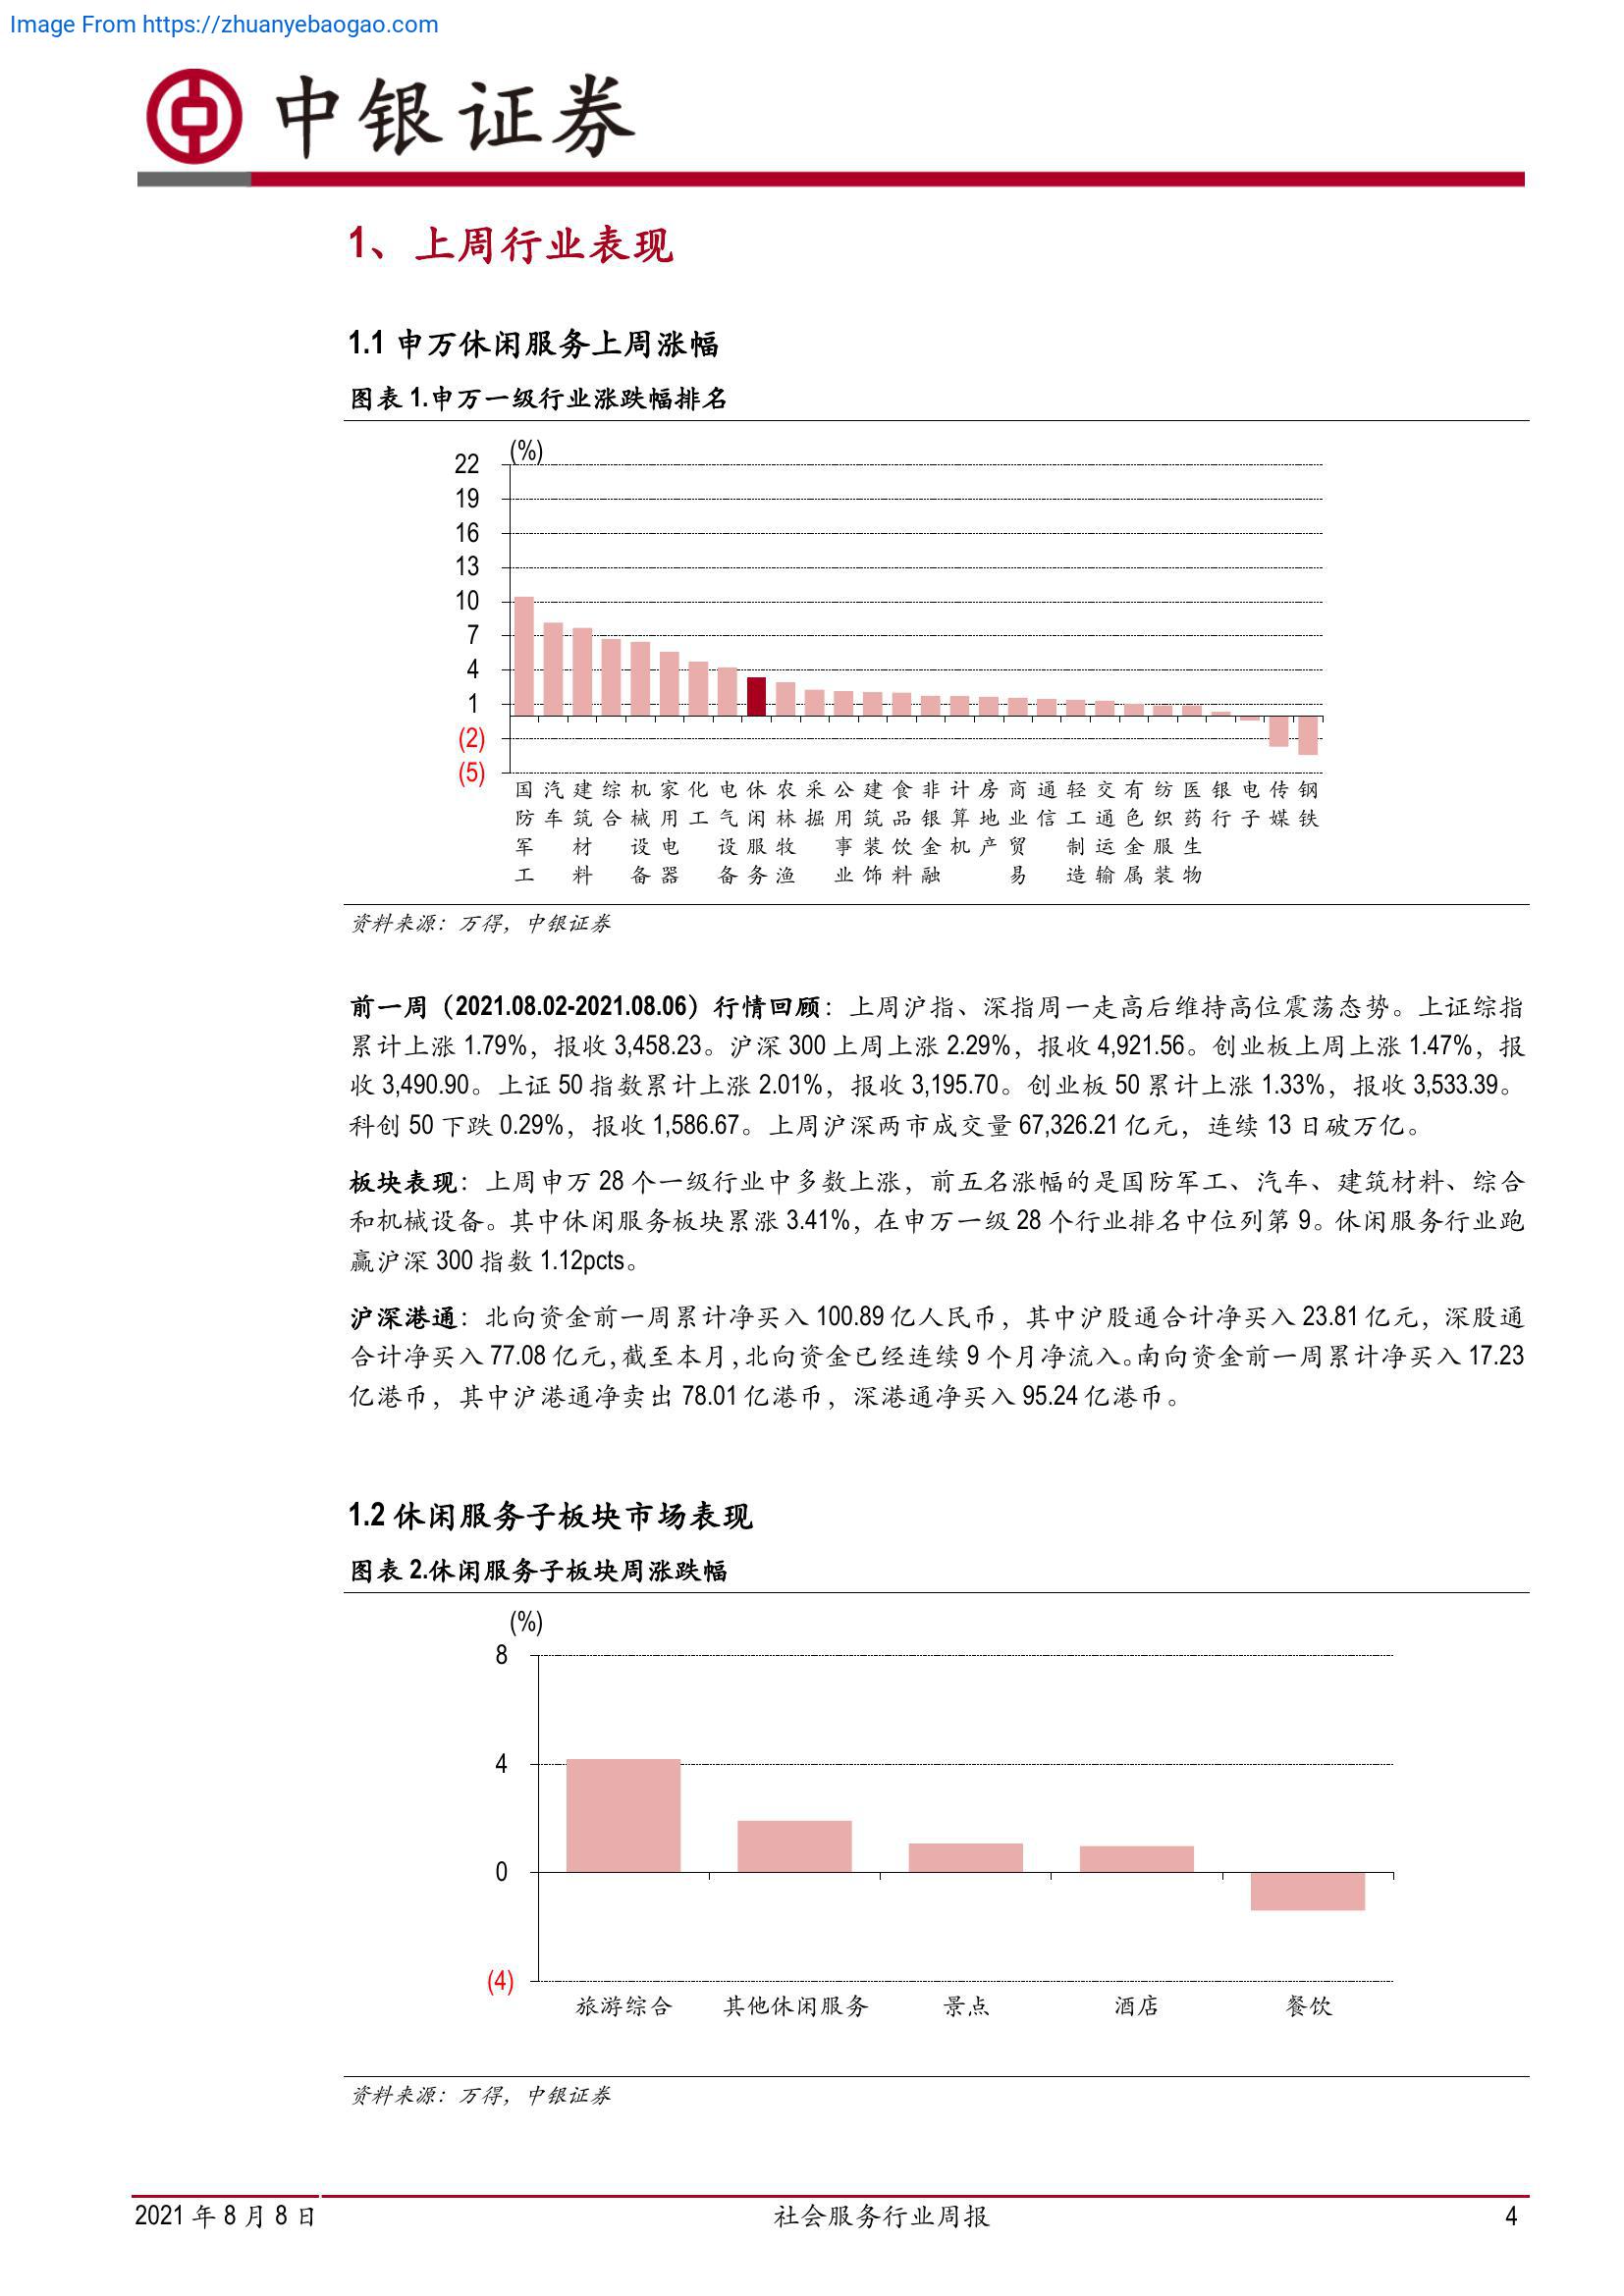 Image From https://zhuanyebaogao.com
中银证券
1、上周行业表现
1.1 申万休闲服务上周涨幅
图表 1.申万一级行业涨跌幅排名
(%)
22
19
16
13
10
7
4
1
(2)
(5)
国防军工
汽车
建筑材料
综合
机械设备
家用电器
化工
电气设备
休闲服务
农林牧渔
采掘
公用事业
建筑装饰
食品饮料
非银金融
计算机
房地产
商业贸易
通信
轻工制造
交通运输
有色金属
纺织服装
医药生物
银行
电子
传媒
钢铁
资料来源：万得，中银证券
前一周（2021.08.02-2021.08.06）行情回顾：上周沪指、深指周一走高后维持高位震荡态势。上证综指
累计上涨 1.79%，报收 3,458.23。沪深 300 上周上涨 2.29%，报收 4,921.56。创业板上周上涨 1.47%，报
收 3,490.90。上证 50 指数累计上涨 2.01%，报收 3,195.70。创业板 50 累计上涨 1.33%，报收 3,533.39。
科创 50 下跌 0.29%，报收 1,586.67。上周沪深两市成交量 67,326.21 亿元，连续 13 日破万亿。
板块表现：上周申万 28 个一级行业中多数上涨，前五名涨幅的是国防军工、汽车、建筑材料、综合
和机械设备。其中休闲服务板块累涨 3.41%，在申万一级 28 个行业排名中位列第 9。休闲服务行业跑
赢沪深 300 指数 1.12pcts。
沪深港通：北向资金前一周累计净买入 100.89 亿人民币，其中沪股通合计净买入 23.81 亿元，深股通
合计净买入 77.08 亿元，截至本月，北向资金已经连续 9 个月净流入。南向资金前一周累计净买入 17.23
亿港币，其中沪港通净卖出 78.01 亿港币，深港通净买入 95.24 亿港币。
1.2 休闲服务子板块市场表现
图表 2.休闲服务子板块周涨跌幅
(%)
8
4
0
(4)
旅游综合 其他休闲服务 景点 酒店 餐饮
资料来源：万得，中银证券
2021 年 8 月 8 日 社会服务行业周报 4